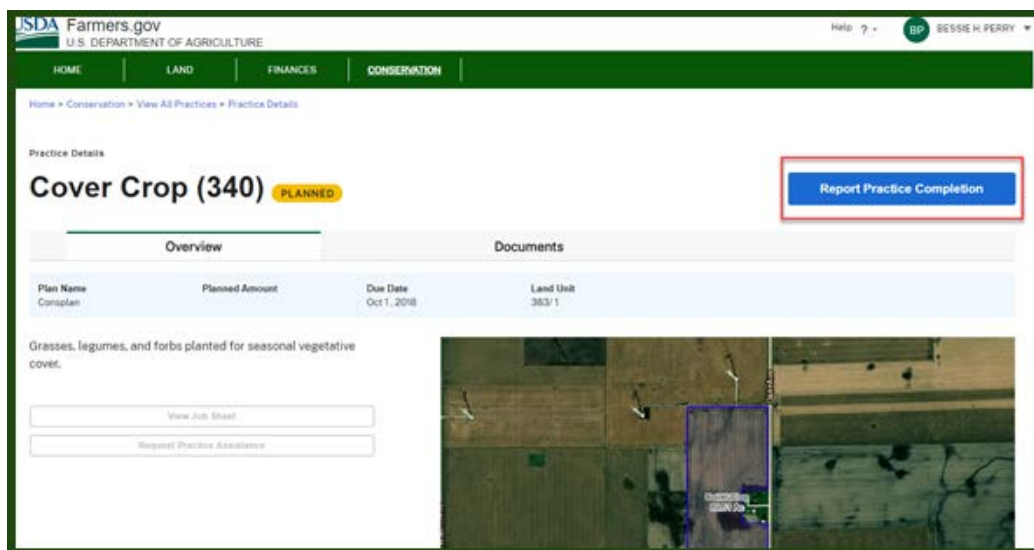 USDA Farmers.gov
U.S. DEPARTMENT OF AGRICULTURE
Help ?
BP BESSIE H. PERRY
HOME LAND FINANCES CONSERVATION
Home » Conservation » View All Practices » Practice Details
Practice Details
Cover Crop (340) PLANNED
Report Practice Completion
Overview Documents
Plan Name Planned Amount Due Date Land Unit
Consplan Oct 1, 2018 383/1
Grasses, legumes, and forbs planted for seasonal vegetative
cover.
View Job Sheet
Request Practice Assistance